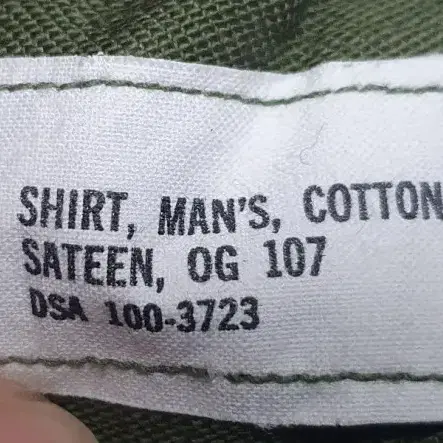 SHIRT, MAN'S, COTTON
SATEEN, OG 107
DSA 100-3723